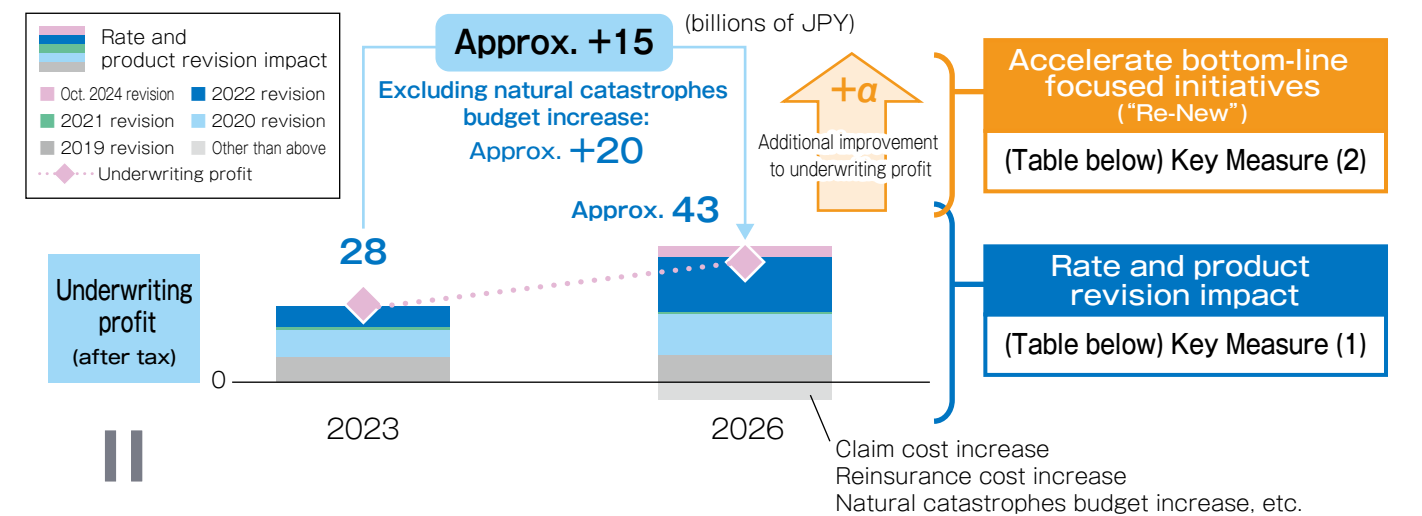 Rate and
product revision impact
Oct. 2024 revision
2022 revision
2021 revision
2020 revision
2019 revision
Other than above
Underwriting profit
(billions of JPY)
Approx. +15
Excluding natural catastrophes
budget increase:
Approx. +20
+α
Additional improvement
to underwriting profit
Approx. 43
28
Underwriting
profit
(after tax)
0
2023
2026
Claim cost increase
Reinsurance cost increase
Natural catastrophes budget increase, etc.
Accelerate bottom-line
focused initiatives
("Re-New")
(Table below) Key Measure (2)
Rate and product
revision impact
(Table below) Key Measure (1)